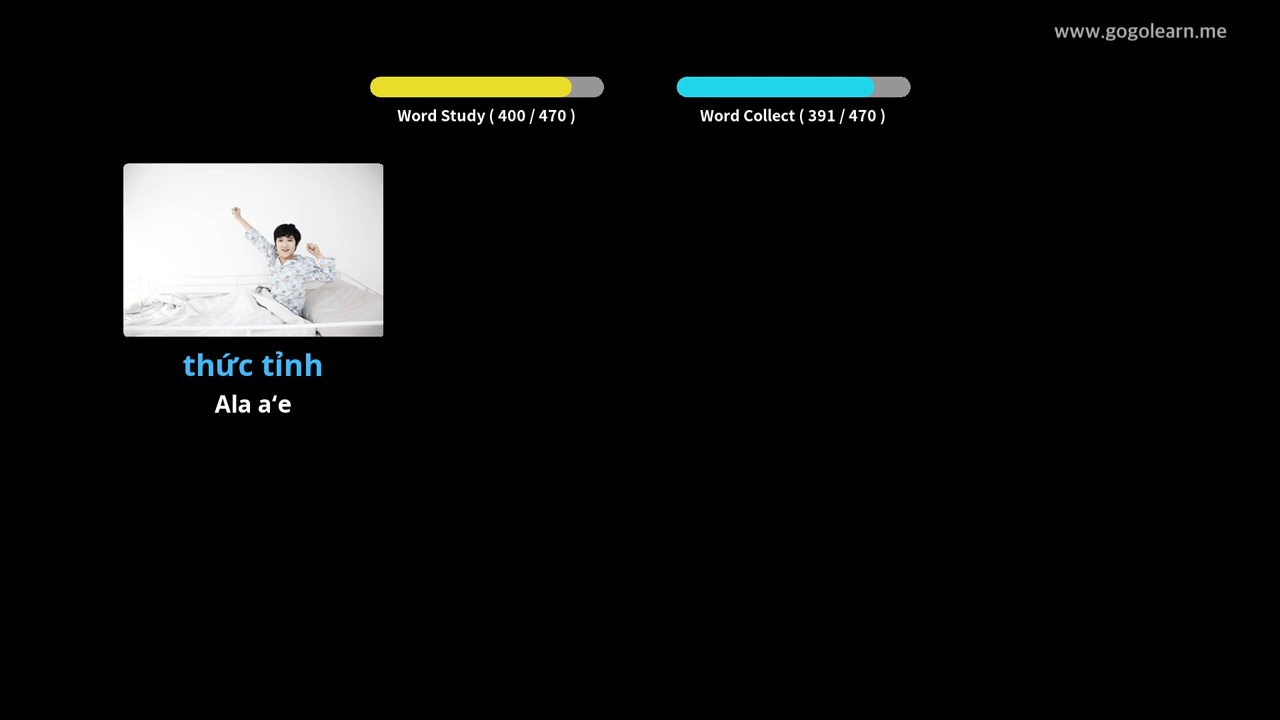 www.gogolearn.me
Word Study ( 400 / 470 )
Word Collect ( 391 / 470 )
thức tỉnh
Ala aʻe